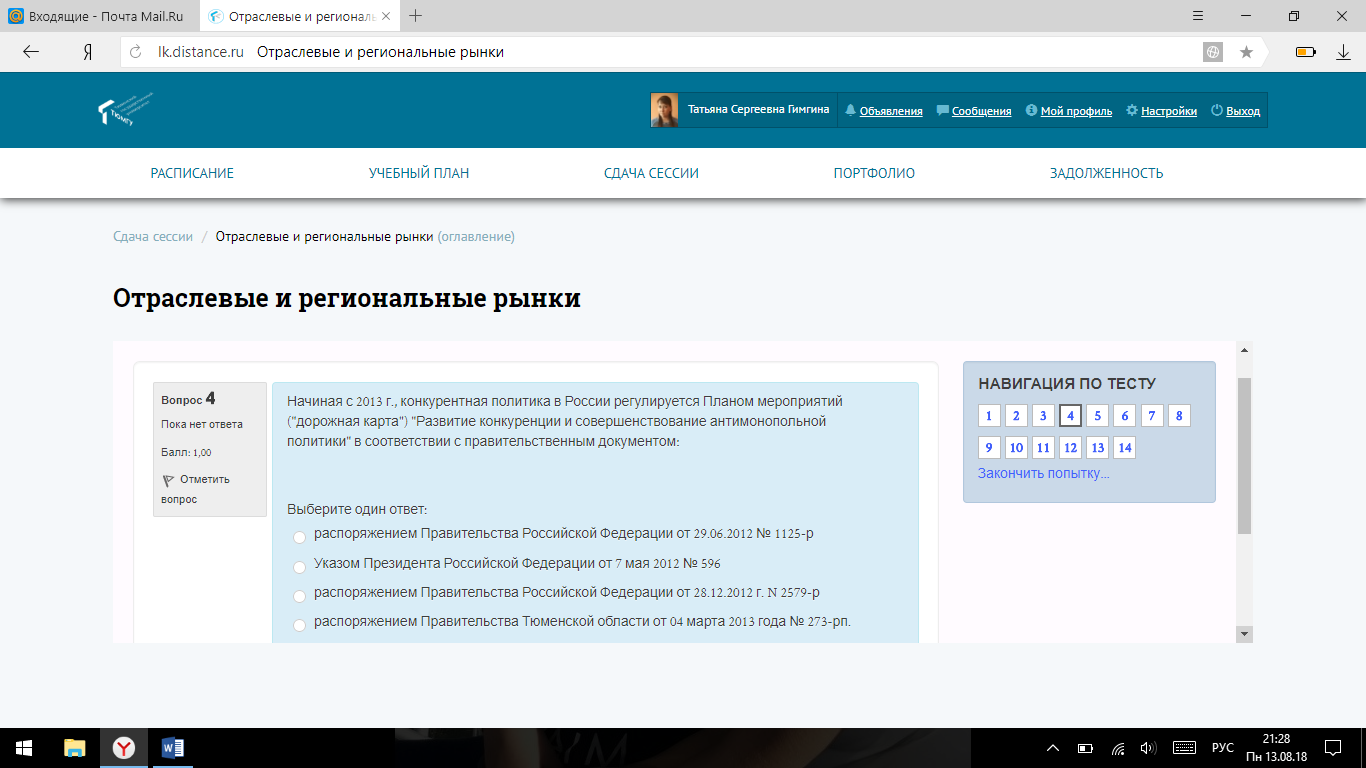 Входящие - Почта Mail.Ru
Отраслевые и региональ
lk.distance.ru Отраслевые и региональные рынки
ТюмГУ
Татьяна Сергеевна Гимгина Объявления Сообщения Мой профиль Настройки Выход
РАСПИСАНИЕ УЧЕБНЫЙ ПЛАН СДАЧА СЕССИИ ПОРТФОЛИО ЗАДОЛЖЕННОСТЬ
Сдача сессии / Отраслевые и региональные рынки (оглавление)
Отраслевые и региональные рынки
Вопрос 4
Пока нет ответа
Балл: 1,00
Отметить
вопрос
Начиная с 2013 г., конкурентная политика в России регулируется Планом мероприятий
("дорожная карта") "Развитие конкуренции и совершенствование антимонопольной
политики" в соответствии с правительственным документом:
Выберите один ответ:
распоряжением Правительства Российской Федерации от 29.06.2012 № 1125-р
Указом Президента Российской Федерации от 7 мая 2012 № 596
распоряжением Правительства Российской Федерации от 28.12.2012 г. N 2579-р
распоряжением Правительства Тюменской области от 04 марта 2013 года № 273-рп.
НАВИГАЦИЯ ПО ТЕСТУ
1 2 3 4 5 6 7 8
9 10 11 12 13 14
Закончить попытку...
РУС
21:28
Пн 13.08.18